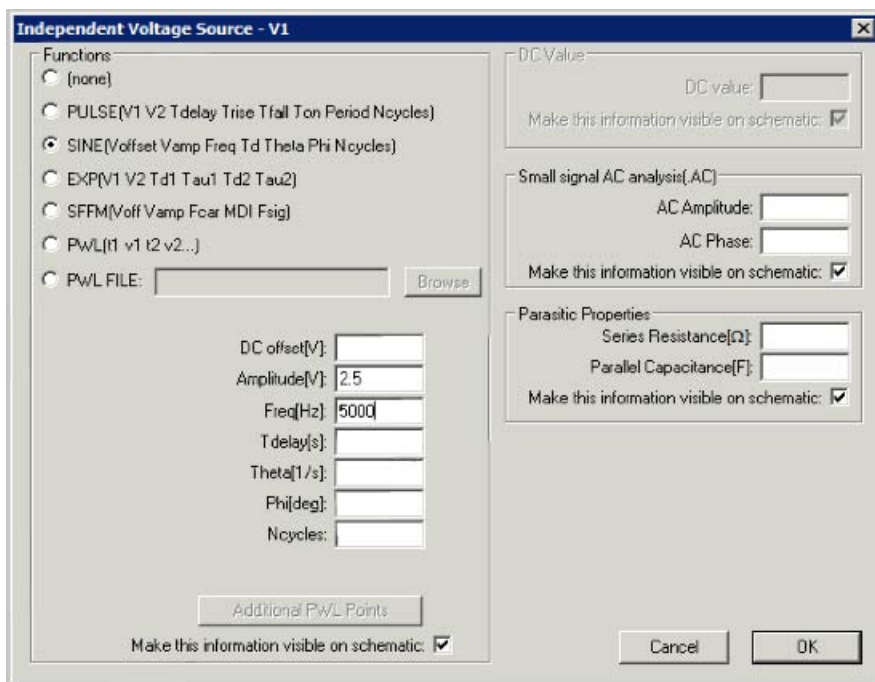 Independent Voltage Source - V1
Functions
(none)
PULSE(V1 V2 Tdelay Trise Tfall Ton Period Ncycles)
SINE(Voffset Vamp Freq Td Theta Phi Ncycles)
EXP(V1 V2 Td1 Tau1 Td2 Tau2)
SFFM(Voff Vamp Fcar MDI Fsig)
PWL(t1 v1 t2 v2...)
PWL FILE: Browse
DC offset[V]:
Amplitude[V]: 2.5
Freq[Hz]: 5000
Tdelay[s]:
Theta[1/s]:
Phi[deg]:
Ncycles:
Additional PWL Points
Make this information visible on schematic:
DC Value
DC value:
Make this information visible on schematic:
Small signal AC analysis(.AC)
AC Amplitude:
AC Phase:
Make this information visible on schematic:
Parasitic Properties
Series Resistance[Ω]:
Parallel Capacitance[F]:
Make this information visible on schematic:
Cancel OK